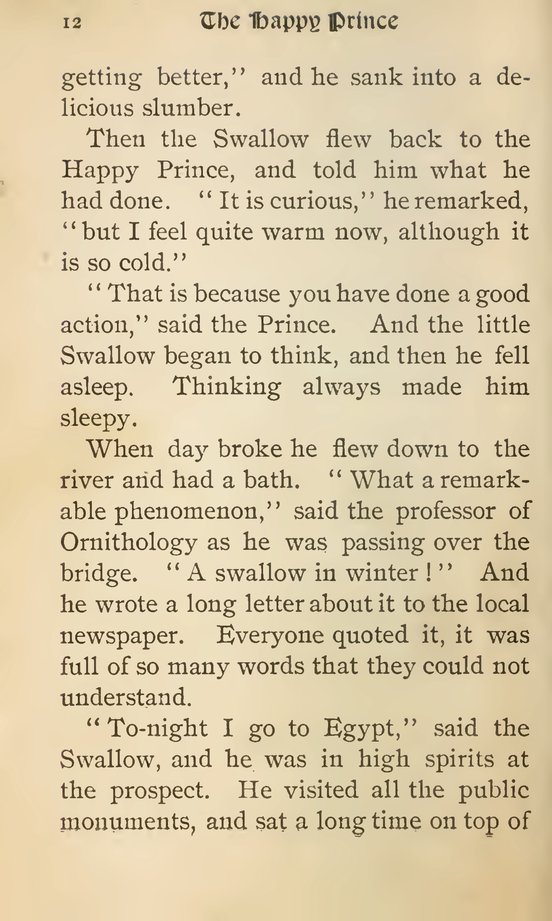 12 The Happy Prince
getting better," and he sank into a de-
licious slumber.
Then the Swallow flew back to the
Happy Prince, and told him what he
had done. "It is curious," he remarked,
"but I feel quite warm now, although it
is so cold."
"That is because you have done a good
action," said the Prince. And the little
Swallow began to think, and then he fell
asleep. Thinking always made him
sleepy.
When day broke he flew down to the
river and had a bath. "What a remark-
able phenomenon," said the professor of
Ornithology as he was passing over the
bridge. "A swallow in winter!" And
he wrote a long letter about it to the local
newspaper. Everyone quoted it, it was
full of so many words that they could not
understand.
"To-night I go to Egypt," said the
Swallow, and he was in high spirits at
the prospect. He visited all the public
monuments, and sat a long time on top of